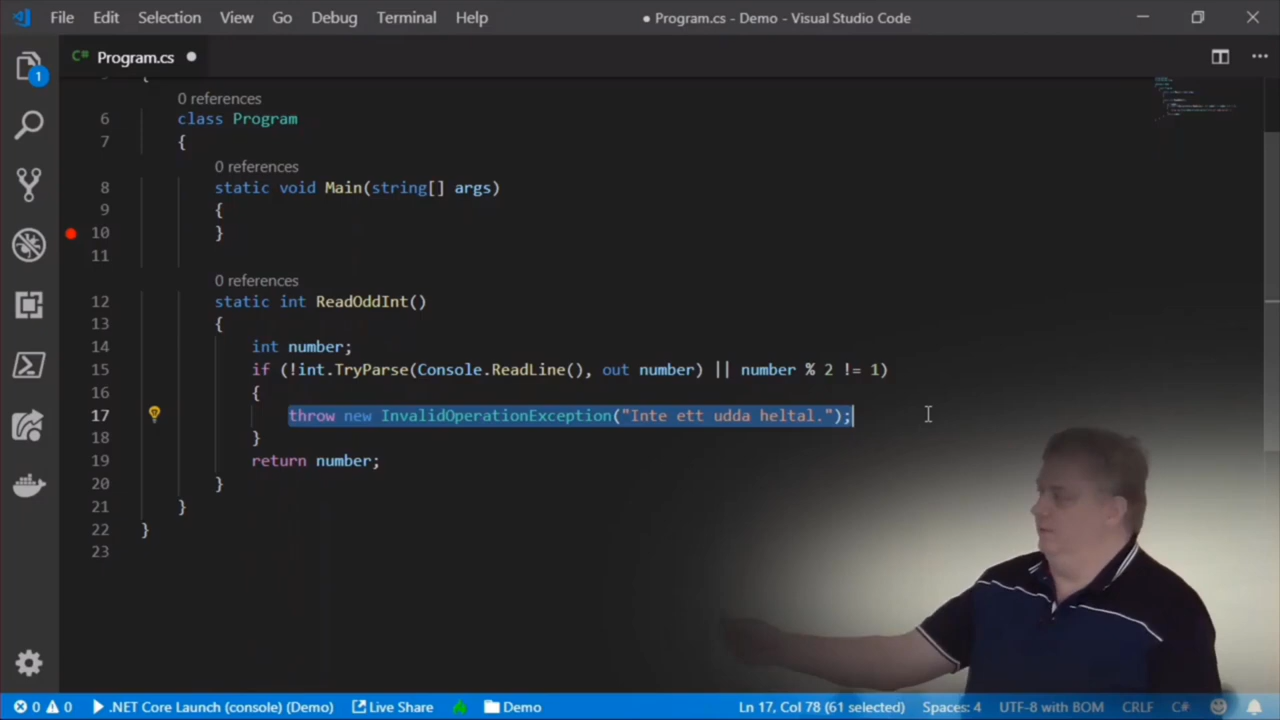 File Edit Selection View Go Debug Terminal Help ● Program.cs - Demo - Visual Studio Code
C# Program.cs ●
1
0 references
6 class Program
7 {
0 references
8 static void Main(string[] args)
9 {
10 }
11
0 references
12 static int ReadOddInt()
13 {
14 int number;
15 if (!int.TryParse(Console.ReadLine(), out number) || number % 2 != 1)
16 {
17 throw new InvalidOperationException("Inte ett udda heltal.");
18 }
19 return number;
20 }
21 }
22 }
23
0 0 .NET Core Launch (console) (Demo) Live Share Demo Ln 17, Col 78 (61 selected) Spaces: 4 UTF-8 with BOM CRLF C#